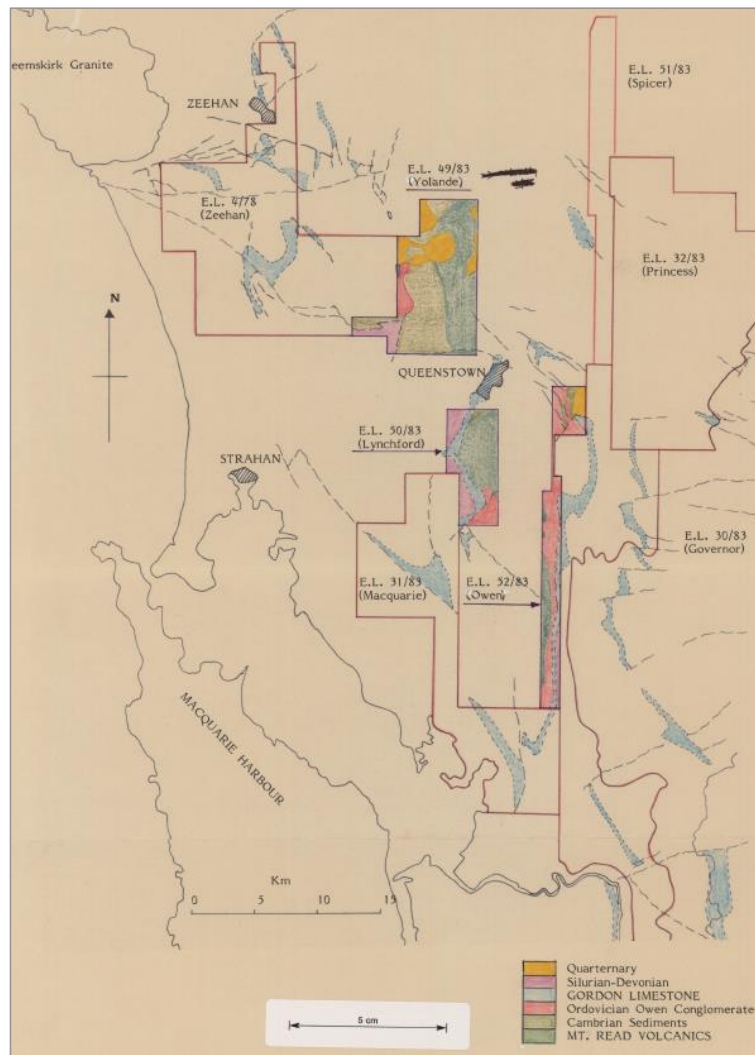 eemskirk Granite
E.L. 51/83
(Spicer)
ZEEHAN
E.L. 49/83
(Yolande)
E.L. 4/78
(Zeehan)
E.L. 32/83
(Princess)
N
QUEENSTOWN
E.L. 50/83
(Lynchford)
STRAHAN
E.L. 30/83
(Governor)
E.L. 31/83
(Macquarie)
E.L. 52/83
(Owen)
MACQUARIE HARBOUR
Km
0 5 10 15
Quarternary
Silurian-Devonian
GORDON LIMESTONE
Ordovician Owen Conglomerate
Cambrian Sediments
MT. READ VOLCANICS
5 cm